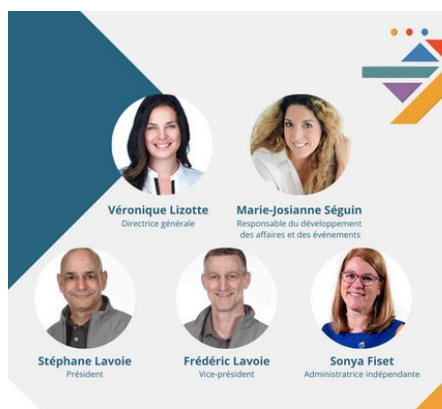 Véronique Lizotte
Directrice générale
Marie-Josianne Séguin
Responsable du développement
des affaires et des événements
Stéphane Lavoie
Président
Frédéric Lavoie
Vice-président
Sonya Fiset
Administratrice indépendante